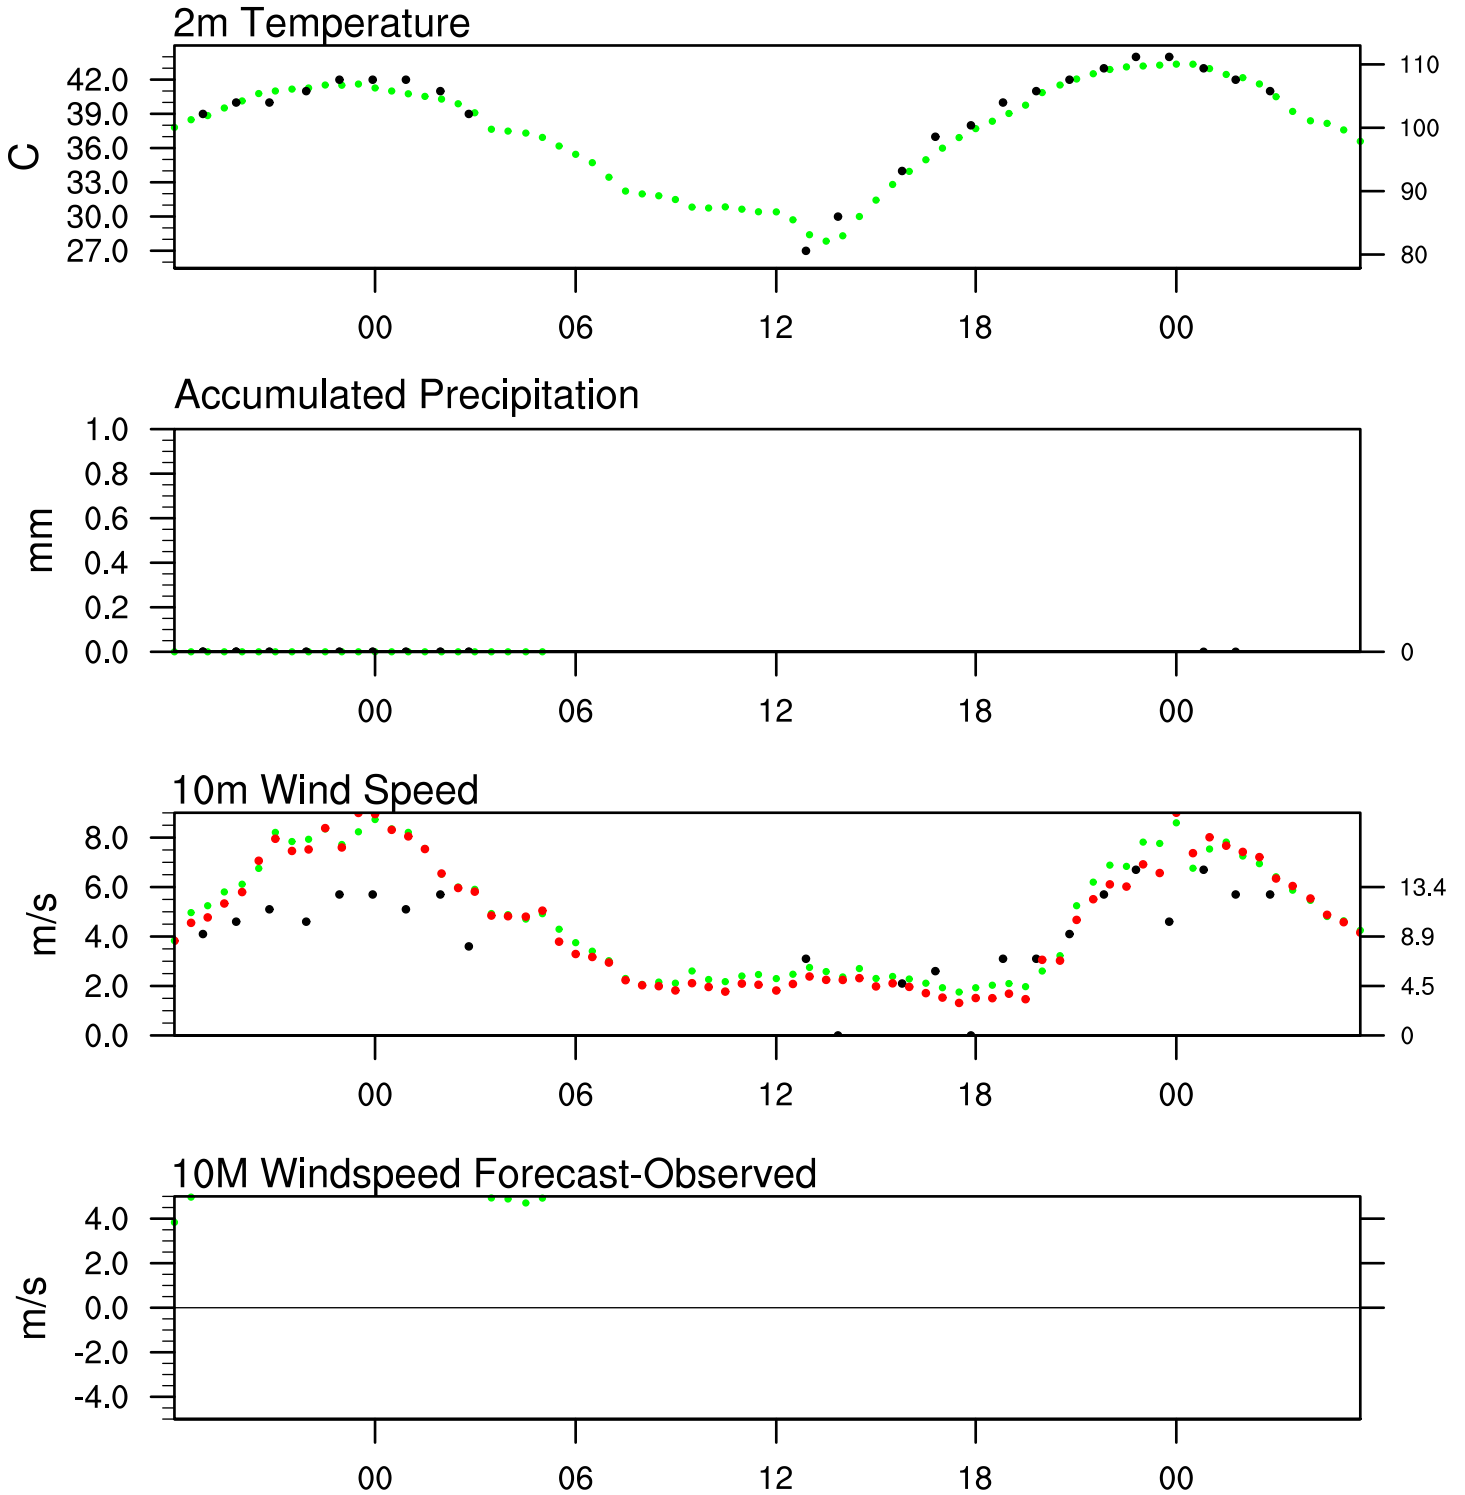 2m Temperature
42.0
39.0
36.0
33.0
30.0
27.0
C
110
100
90
80
00 06 12 18 00
Accumulated Precipitation
1.0
0.8
0.6
0.4
0.2
0.0
mm
0
00 06 12 18 00
10m Wind Speed
8.0
6.0
4.0
2.0
0.0
m/s
13.4
8.9
4.5
0
00 06 12 18 00
10M Windspeed Forecast-Observed
4.0
2.0
0.0
-2.0
-4.0
m/s
00 06 12 18 00